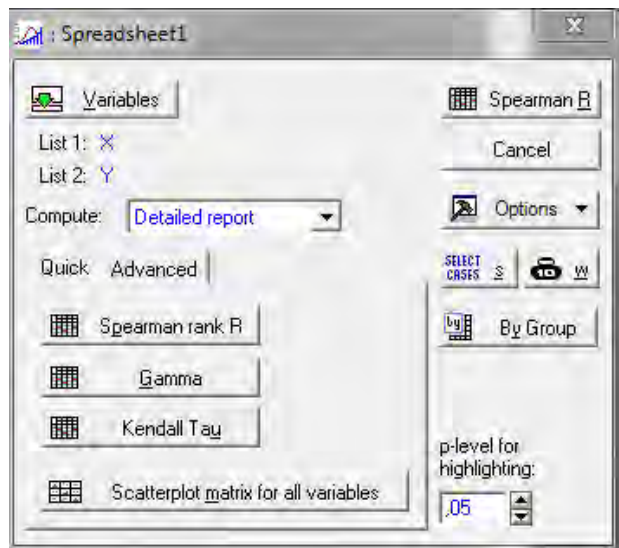 : Spreadsheet1
Variables
Spearman R
List 1: X
Cancel
List 2: Y
Compute: Detailed report
Options
Quick Advanced
SELECT CASES S W
Spearman rank R
By Group
Gamma
Kendall Tau
p-level for
highlighting:
Scatterplot matrix for all variables
,05